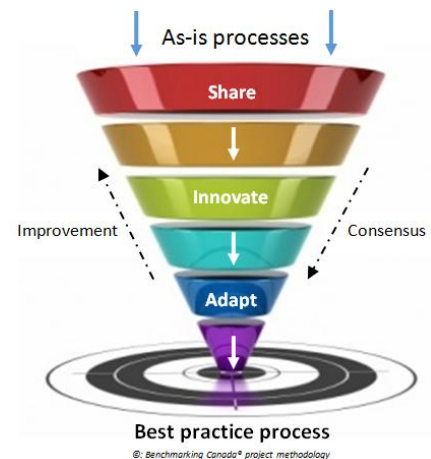 As-is processes
Share
Innovate
Improvement
Consensus
Adapt
Best practice process
©: Benchmarking Canada® project methodology